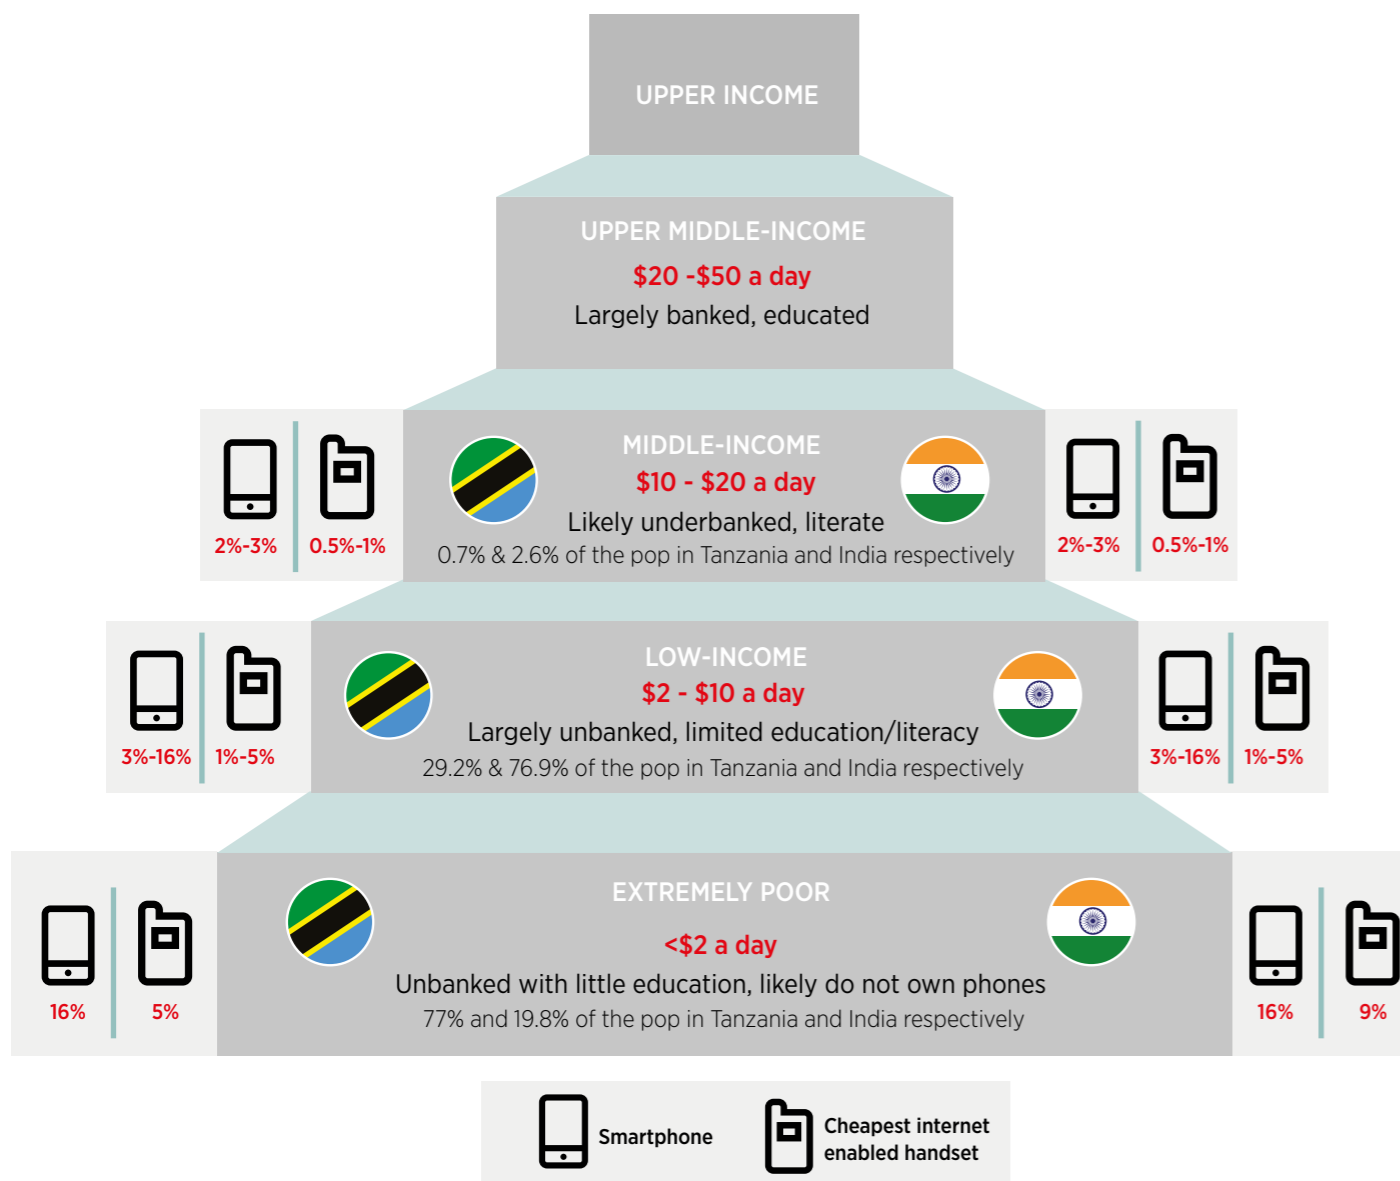 UPPER INCOME
UPPER MIDDLE-INCOME
$20 -$50 a day
Largely banked, educated
MIDDLE-INCOME
$10 - $20 a day
Likely underbanked, literate
0.7% & 2.6% of the pop in Tanzania and India respectively
2%-3%
0.5%-1%
2%-3%
0.5%-1%
LOW-INCOME
$2 - $10 a day
Largely unbanked, limited education/literacy
29.2% & 76.9% of the pop in Tanzania and India respectively
3%-16%
1%-5%
3%-16%
1%-5%
EXTREMELY POOR
<$2 a day
Unbanked with little education, likely do not own phones
77% and 19.8% of the pop in Tanzania and India respectively
16%
5%
16%
9%
Smartphone
Cheapest internet
enabled handset